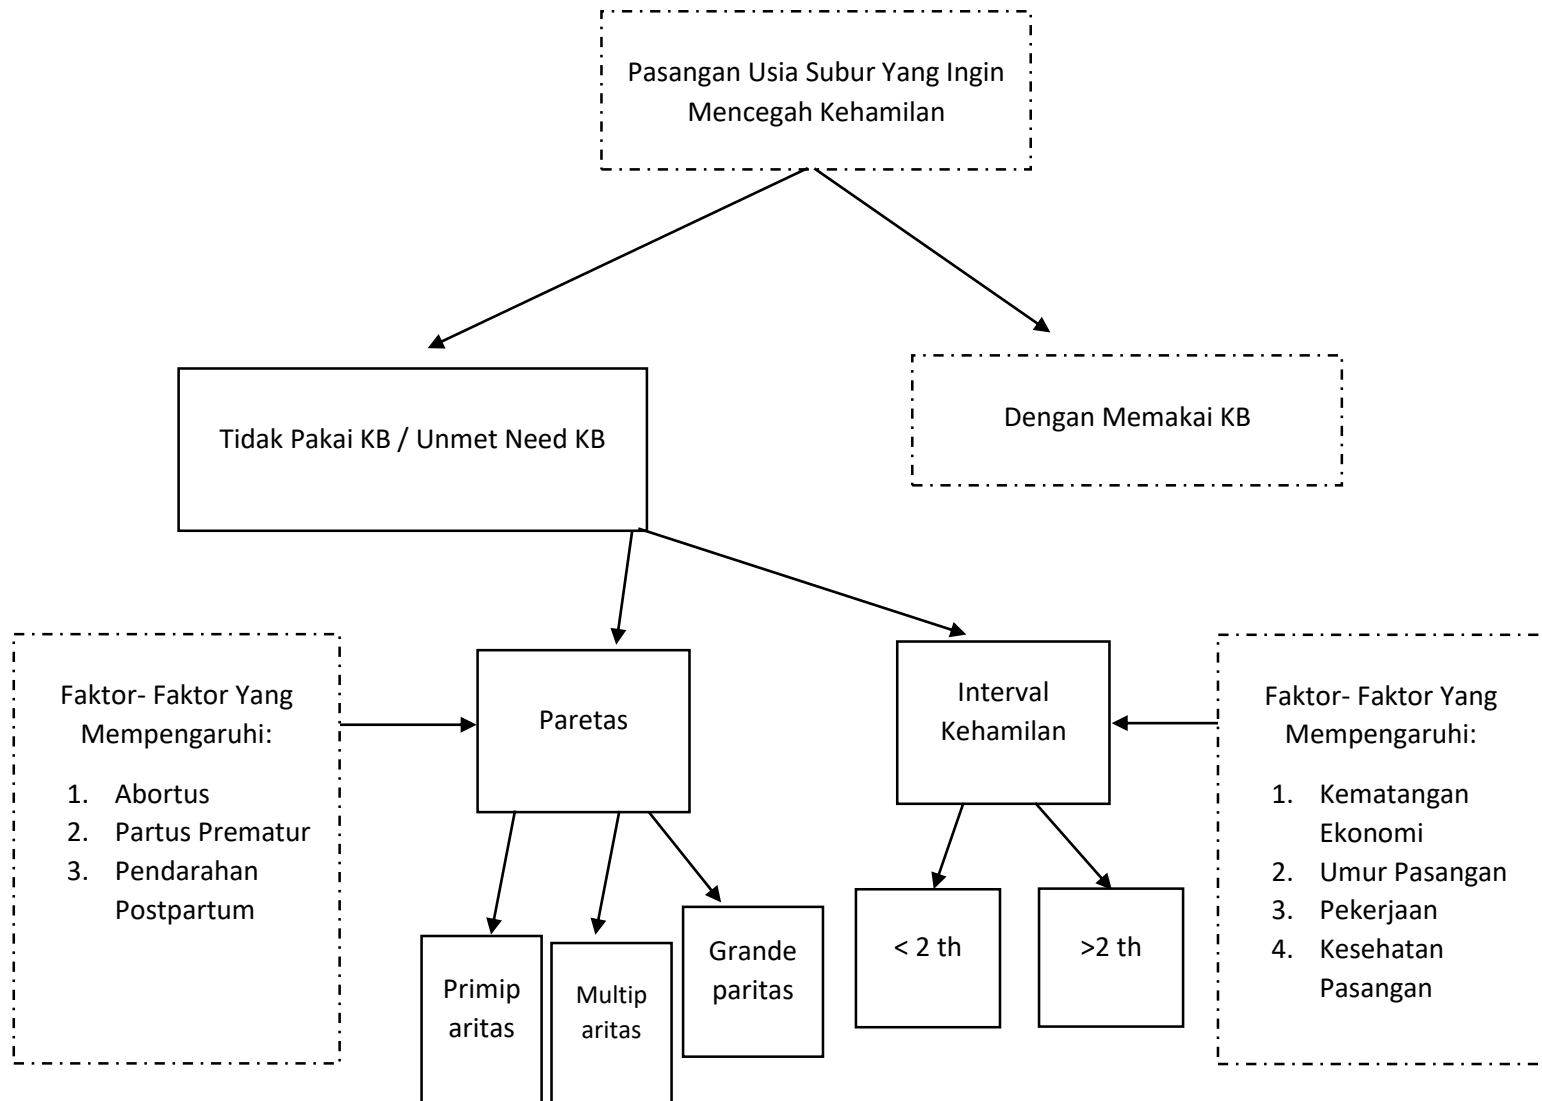 Pasangan Usia Subur Yang Ingin
Mencegah Kehamilan
Tidak Pakai KB / Unmet Need KB
Dengan Memakai KB
Faktor- Faktor Yang
Mempengaruhi:
1. Abortus
2. Partus Prematur
3. Pendarahan
Postpartum
Paretas
Interval
Kehamilan
Faktor- Faktor Yang
Mempengaruhi:
1. Kematangan
Ekonomi
2. Umur Pasangan
3. Pekerjaan
4. Kesehatan
Pasangan
Primip
aritas
Multip
aritas
Grande
paritas
< 2 th
>2 th